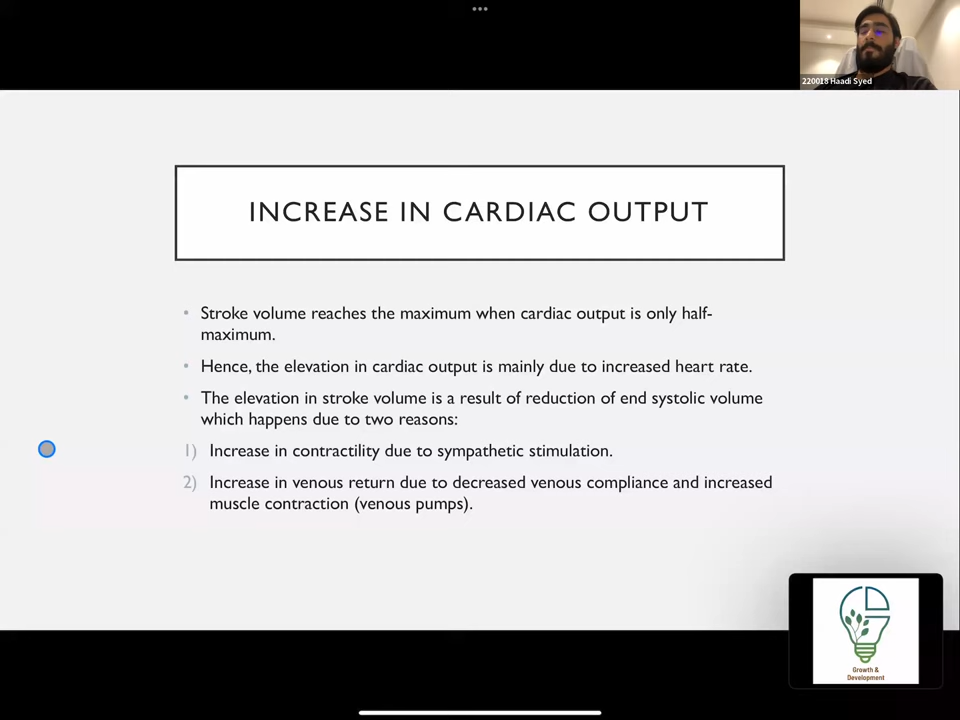 220018 Haadi Syed
INCREASE IN CARDIAC OUTPUT
• Stroke volume reaches the maximum when cardiac output is only half-
maximum.
• Hence, the elevation in cardiac output is mainly due to increased heart rate.
• The elevation in stroke volume is a result of reduction of end systolic volume
which happens due to two reasons:
1) Increase in contractility due to sympathetic stimulation.
2) Increase in venous return due to decreased venous compliance and increased
muscle contraction (venous pumps).
Growth &
Development